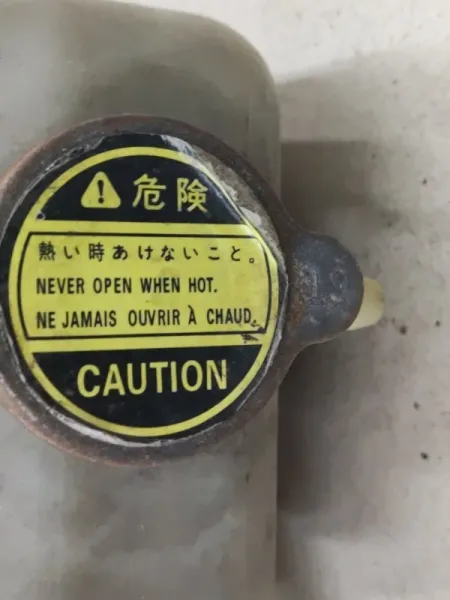 危険
熱い時あけないこと。
NEVER OPEN WHEN HOT.
NE JAMAIS OUVRIR À CHAUD.
CAUTION